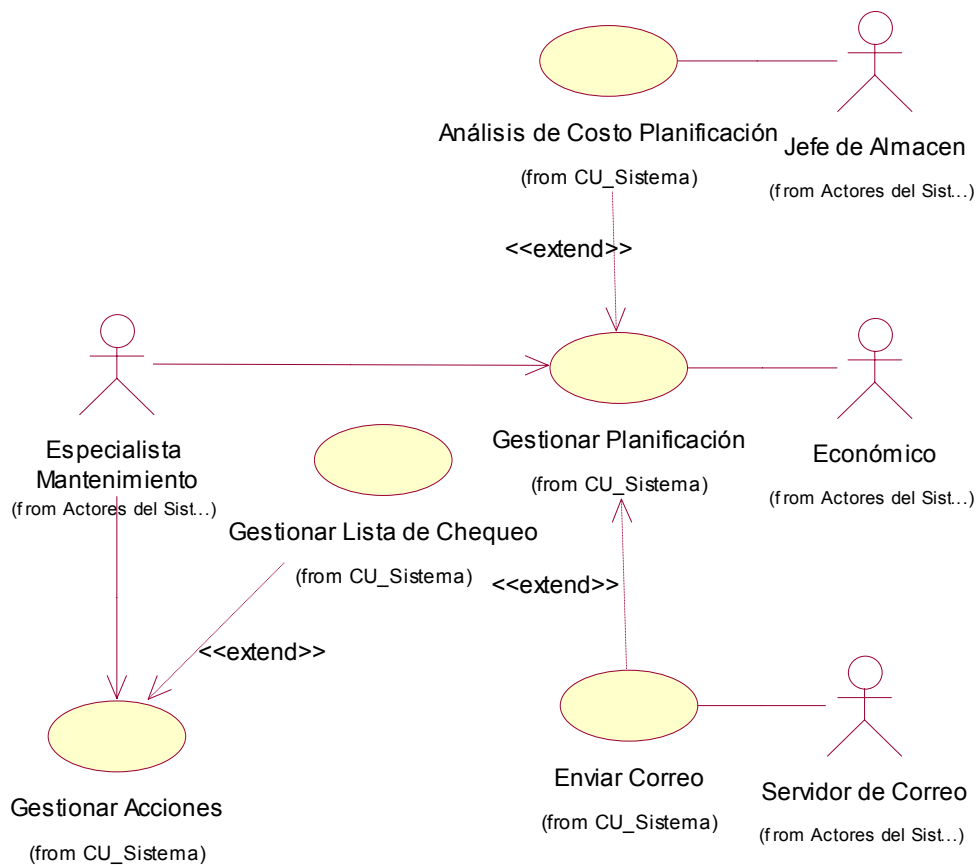 Análisis de Costo Planificación
(from CU_Sistema)
Jefe de Almacen
(from Actores del Sist...)
<<extend>>
Especialista
Mantenimiento
(from Actores del Sist...)
Gestionar Planificación
(from CU_Sistema)
Económico
(from Actores del Sist...)
Gestionar Lista de Chequeo
(from CU_Sistema)
<<extend>>
<<extend>>
Gestionar Acciones
(from CU_Sistema)
Enviar Correo
(from CU_Sistema)
Servidor de Correo
(from Actores del Sist...)